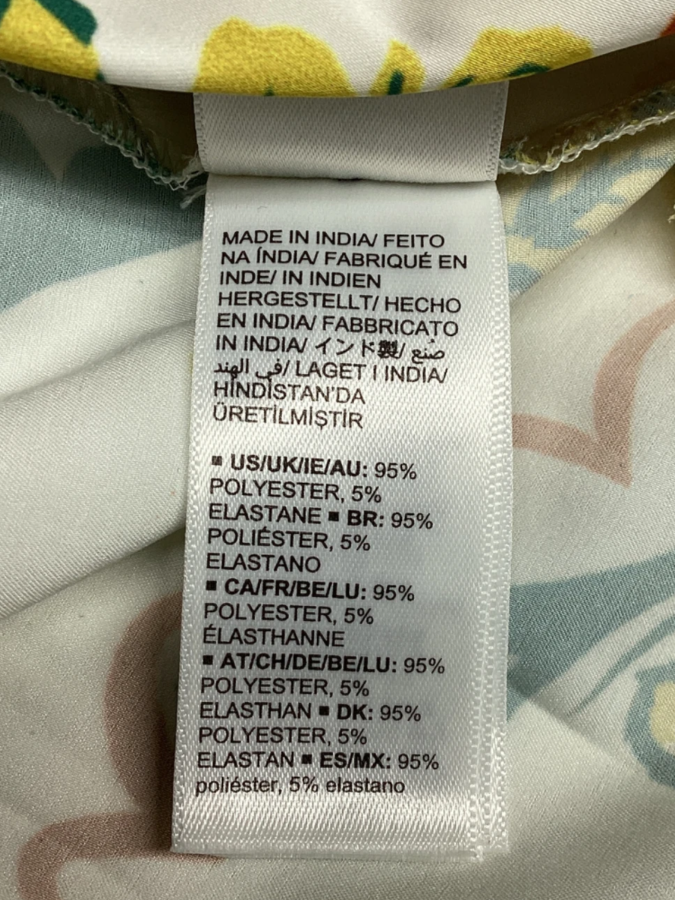 MADE IN INDIA/ FEITO
NA ÍNDIA/ FABRIQUÉ EN
INDE/ IN INDIEN
HERGESTELLT/ HECHO
EN INDIA/ FABBRICATO
IN INDIA/ インド製/ صُنع
في الهند/ LAGET I INDIA/
HİNDİSTAN'DA
ÜRETİLMİŞTİR
▪ US/UK/IE/AU: 95%
POLYESTER, 5%
ELASTANE ▪ BR: 95%
POLIÉSTER, 5%
ELASTANO
▪ CA/FR/BE/LU: 95%
POLYESTER, 5%
ÉLASTHANNE
▪ AT/CH/DE/BE/LU: 95%
POLYESTER, 5%
ELASTHAN ▪ DK: 95%
POLYESTER, 5%
ELASTAN ▪ ES/MX: 95%
poliéster, 5% elastano